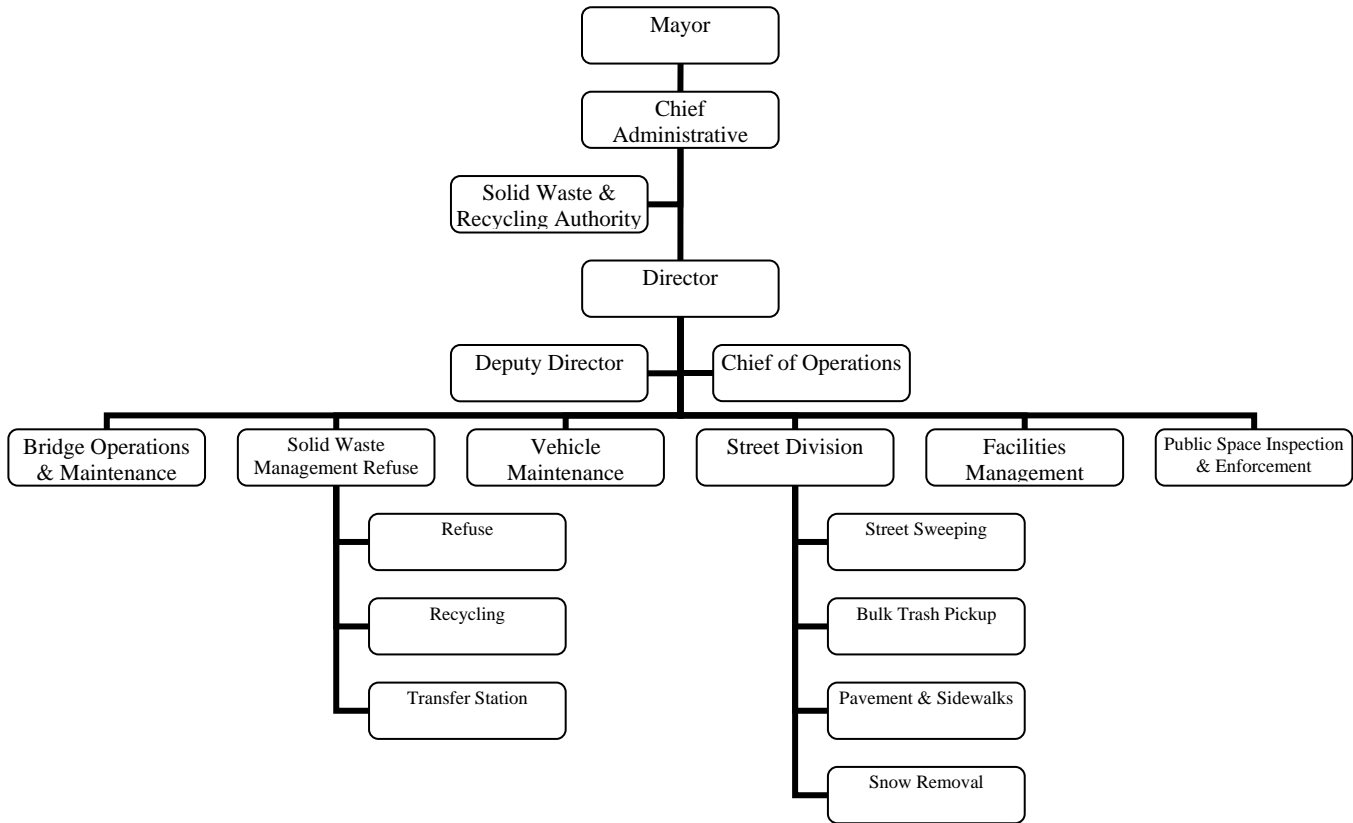 Mayor
Chief
Administrative
Solid Waste &
Recycling Authority
Director
Deputy Director
Chief of Operations
Bridge Operations
& Maintenance
Solid Waste
Management Refuse
Vehicle
Maintenance
Street Division
Facilities
Management
Public Space Inspection
& Enforcement
Refuse
Recycling
Transfer Station
Street Sweeping
Bulk Trash Pickup
Pavement & Sidewalks
Snow Removal